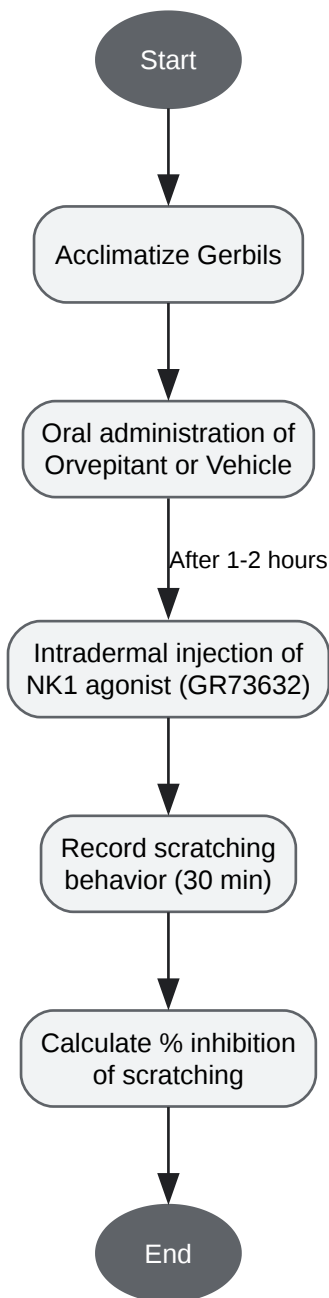 Start
Acclimatize Gerbils
Oral administration of
Orvepitant or Vehicle
After 1-2 hours
Intradermal injection of
NK1 agonist (GR73632)
Record scratching
behavior (30 min)
Calculate % inhibition
of scratching
End